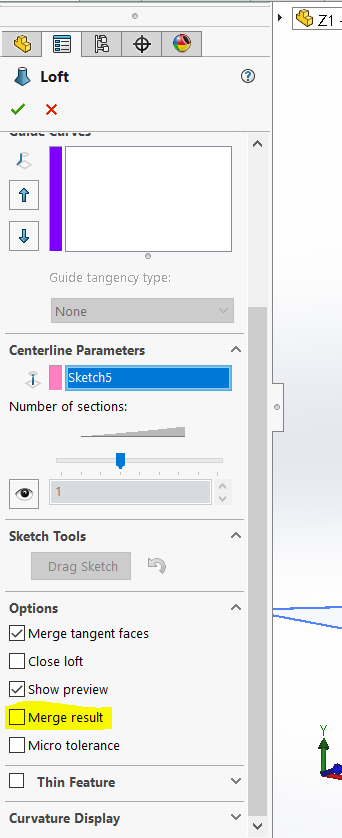 Z1 -
Loft
Guide Curves
Guide tangency type:
None
Centerline Parameters
Sketch5
Number of sections:
1
Sketch Tools
Drag Sketch
Options
Merge tangent faces
Close loft
Show preview
Merge result
Micro tolerance
Thin Feature
Curvature Display
Y